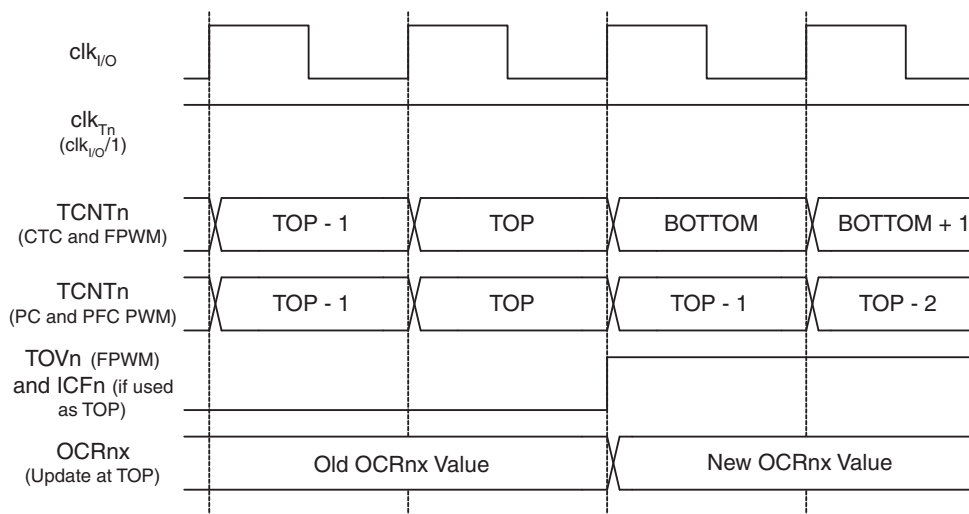 clkI/O
clkTn
(clkI/O/1)
TCNTn
(CTC and FPWM)
TOP - 1
TOP
BOTTOM
BOTTOM + 1
TCNTn
(PC and PFC PWM)
TOP - 1
TOP
TOP - 1
TOP - 2
TOVn (FPWM)
and ICFn (if used
as TOP)
OCRnx
(Update at TOP)
Old OCRnx Value
New OCRnx Value